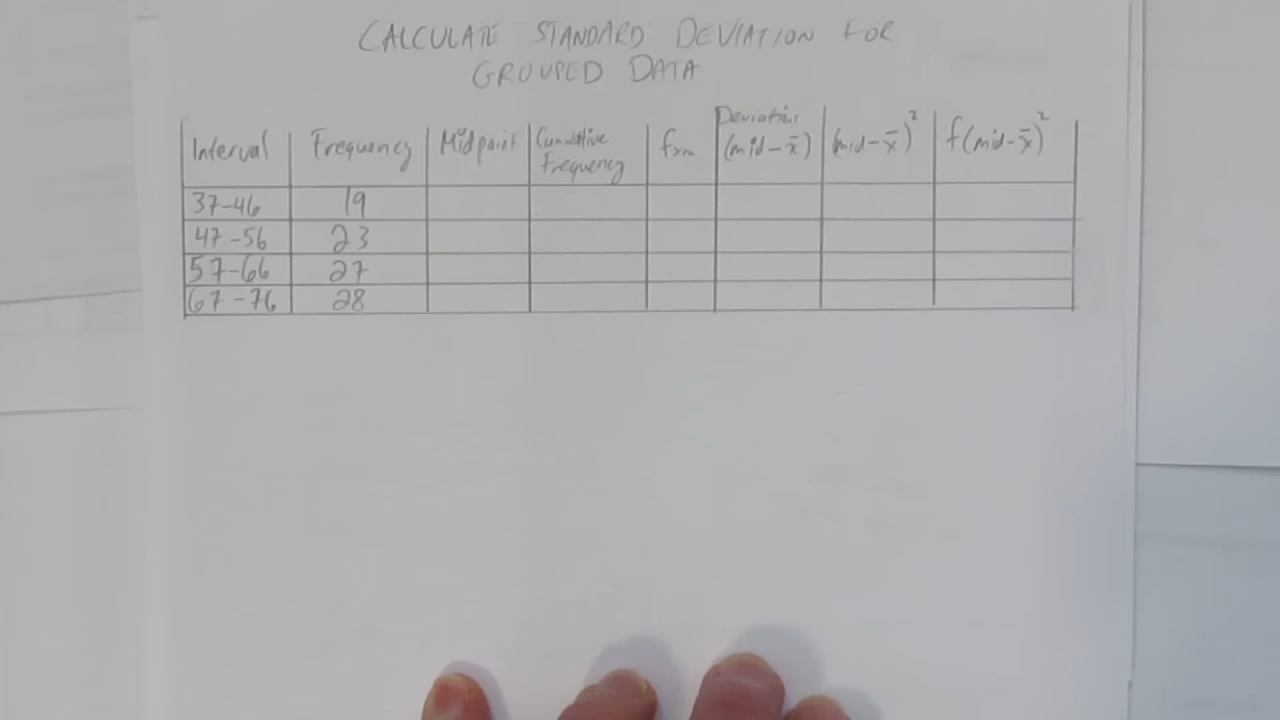 CALCULATE STANDARD DEVIATION FOR
GROUPED DATA
Interval Frequency Midpoint Cumulative Frequency fxm Deviation (mid-x̄) (mid-x̄)² f(mid-x̄)²
37-46 19
47-56 23
57-66 27
67-76 28